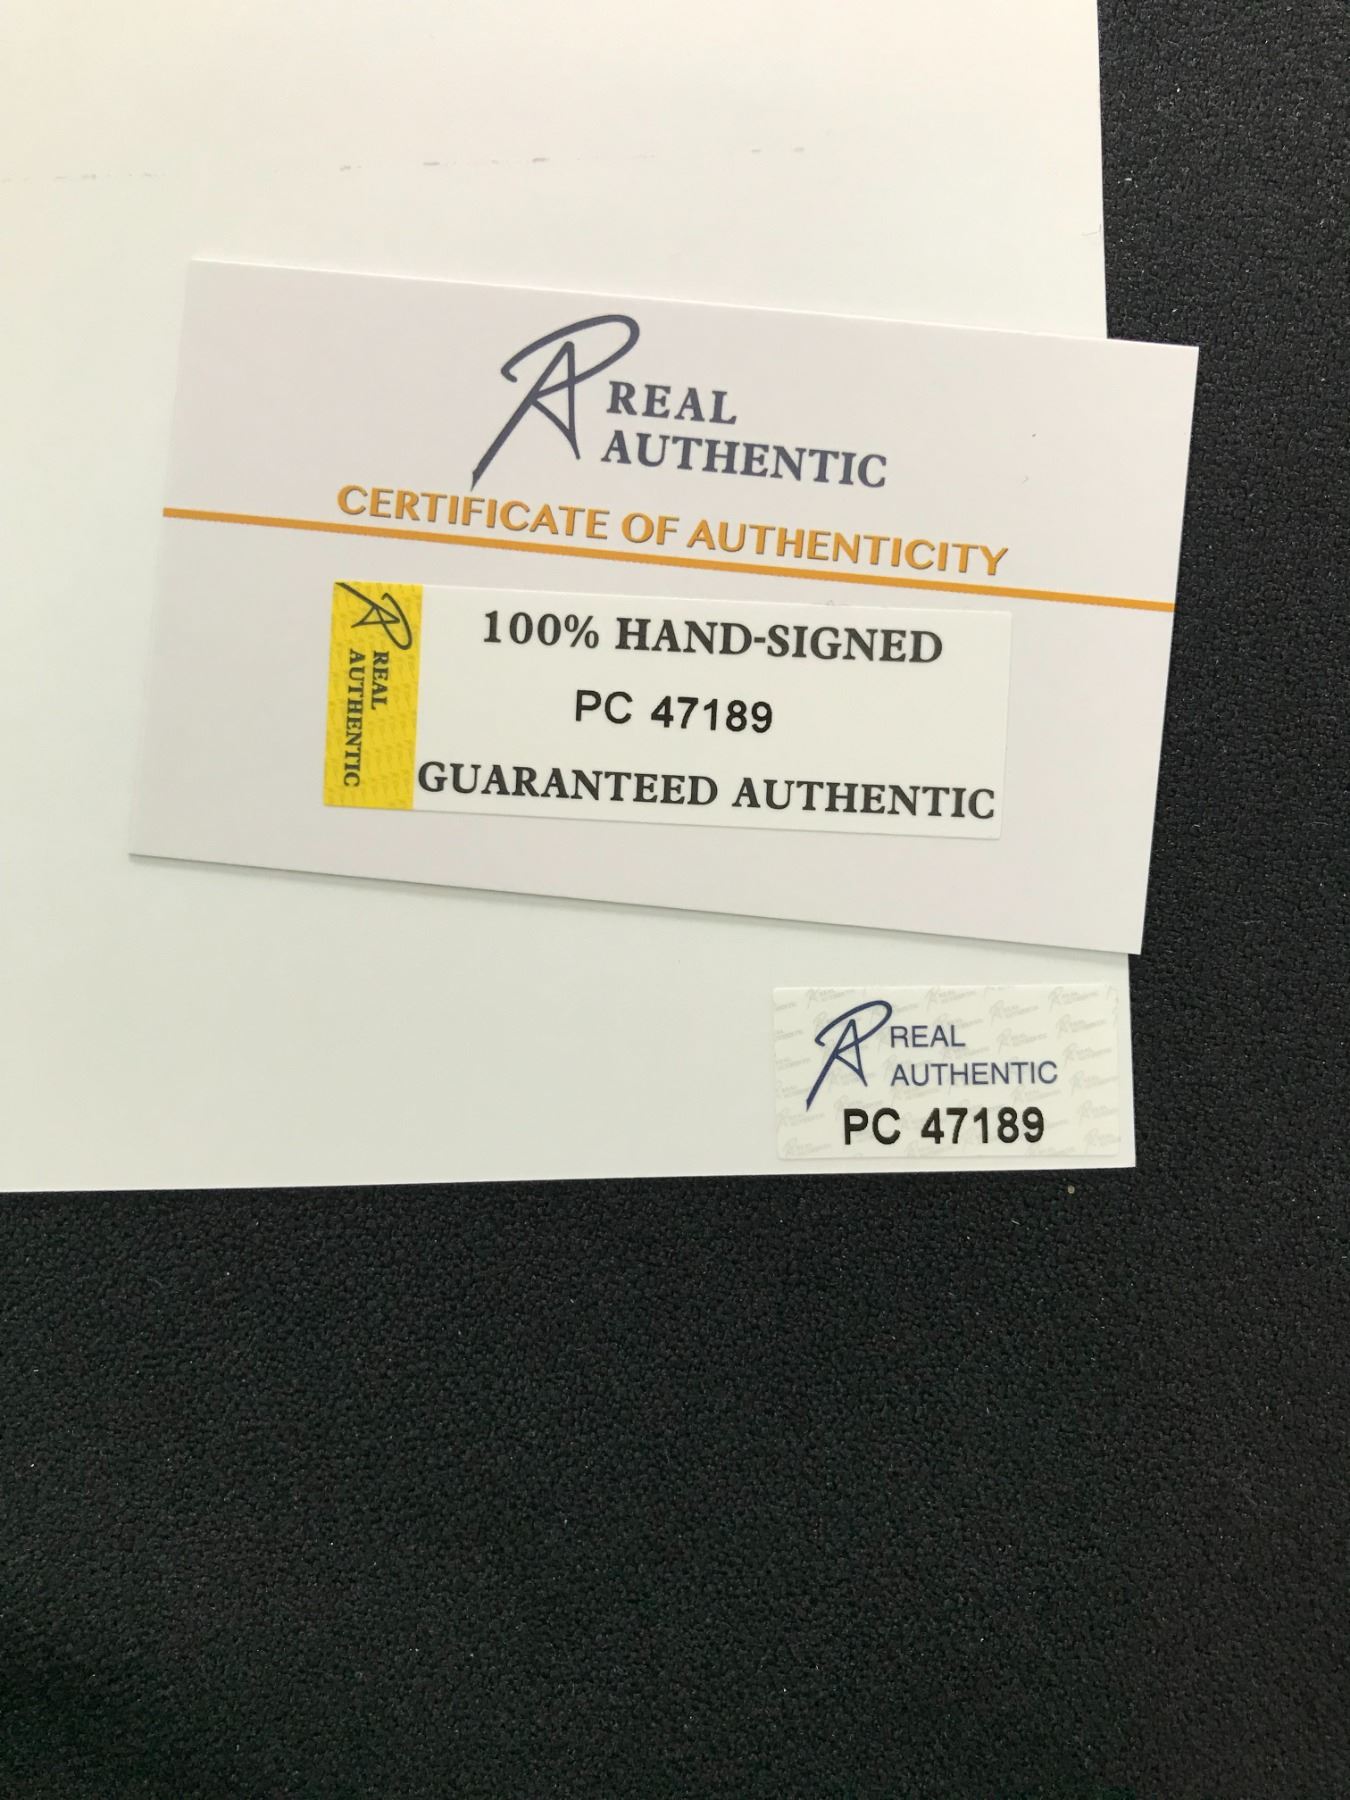 REAL
AUTHENTIC
CERTIFICATE OF AUTHENTICITY
REAL
AUTHENTIC
100% HAND-SIGNED
PC 47189
GUARANTEED AUTHENTIC
REAL
AUTHENTIC
PC 47189